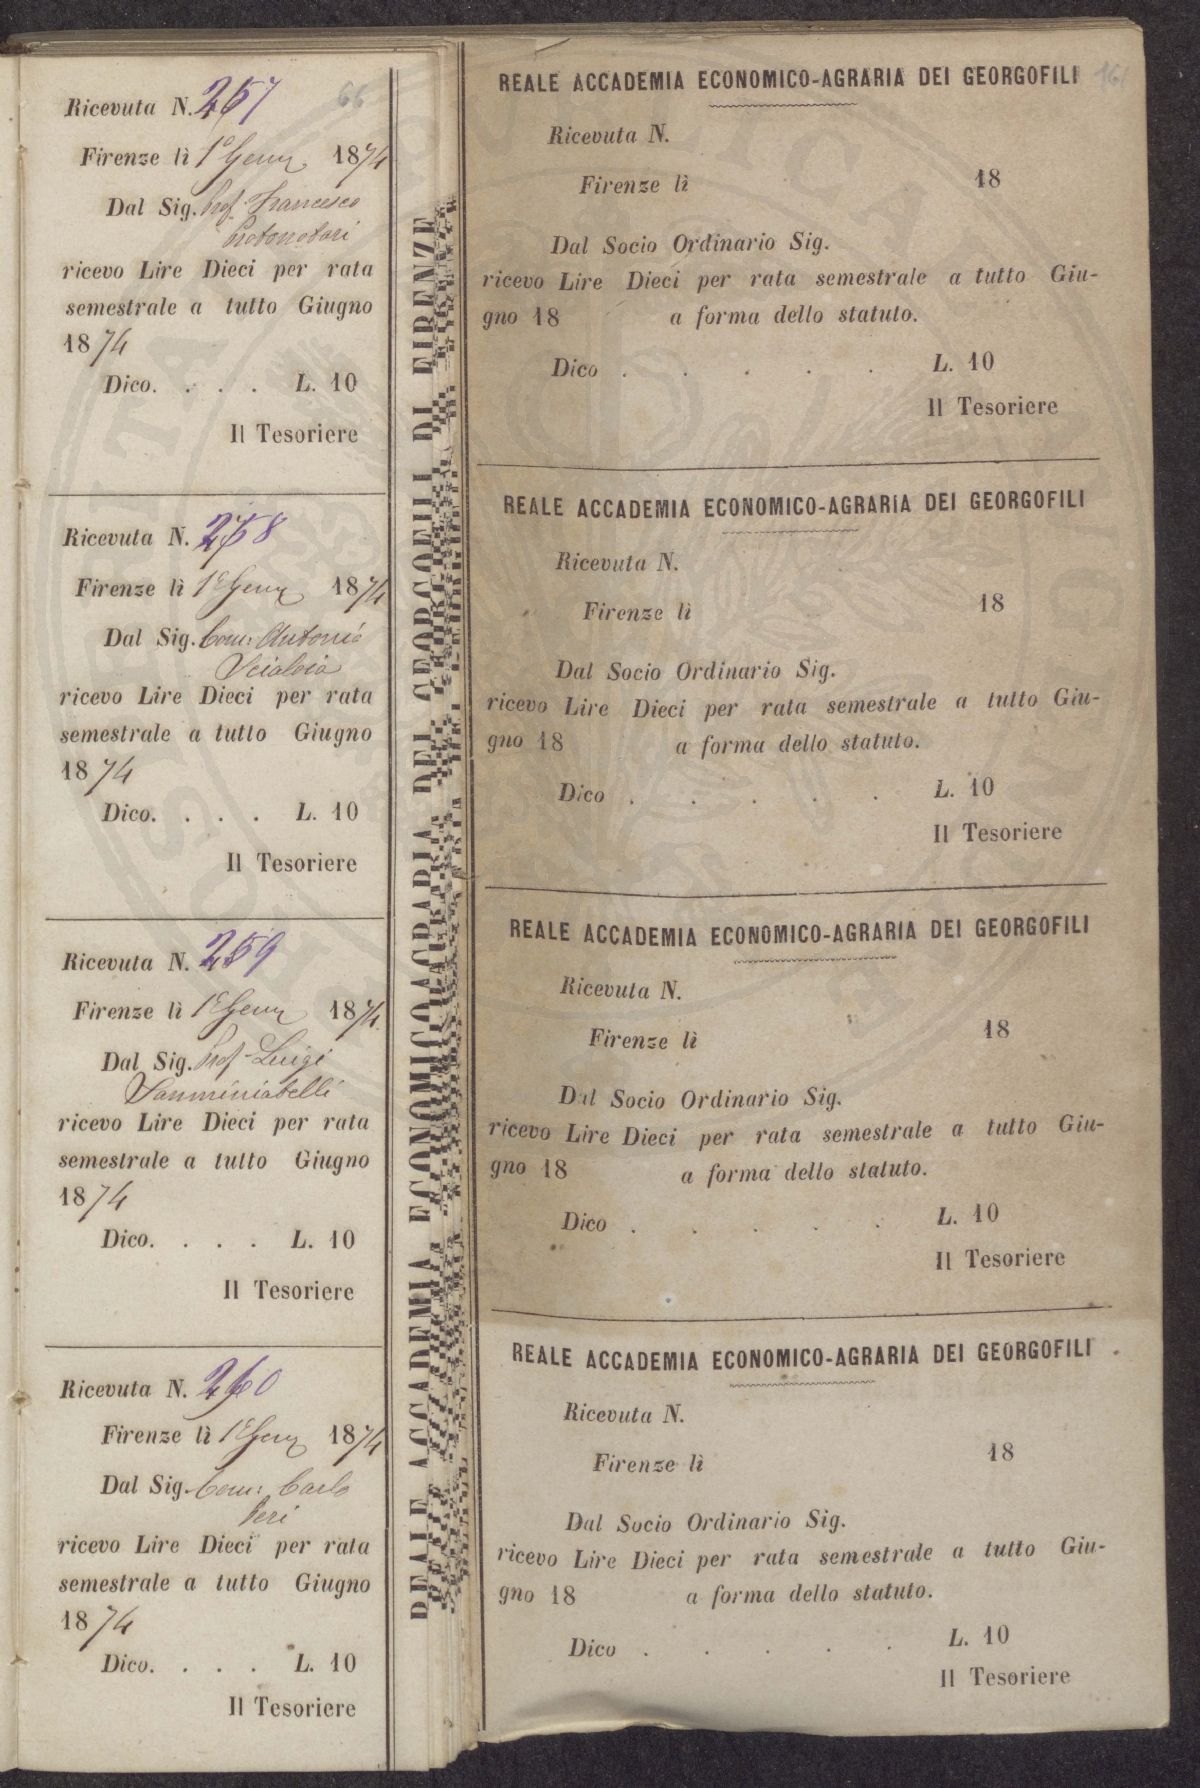 Ricevuta N. 257
66
Firenze lì 1° Genn 1874
Dal Sig. Prof. Francesco
Protonotari
ricevo Lire Dieci per rata
semestrale a tutto Giugno
1874
Dico. . . . L. 10
Il Tesoriere
Ricevuta N. 258
Firenze lì 1° Genn 1874
Dal Sig. Com: Antonio
Scialoia
ricevo Lire Dieci per rata
semestrale a tutto Giugno
1874
Dico. . . . L. 10
Il Tesoriere
Ricevuta N. 259
Firenze lì 1° Genn 1874
Dal Sig. Prof. Luigi
Sanminiatelli
ricevo Lire Dieci per rata
semestrale a tutto Giugno
1874
Dico. . . . L. 10
Il Tesoriere
Ricevuta N. 260
Firenze lì 1° Genn 1874
Dal Sig. Com: Carlo
Peri
ricevo Lire Dieci per rata
semestrale a tutto Giugno
1874
Dico. . . . L. 10
Il Tesoriere
REALE ACCADEMIA ECONOMICO AGRARIA DEI GEORGOFILI DI FIRENZE
REALE ACCADEMIA ECONOMICO-AGRARIA DEI GEORGOFILI
161
Ricevuta N.
Firenze lì 18
Dal Socio Ordinario Sig.
ricevo Lire Dieci per rata semestrale a tutto Giu-
gno 18 a forma dello statuto.
Dico . . . . . L. 10
Il Tesoriere
REALE ACCADEMIA ECONOMICO-AGRARIA DEI GEORGOFILI
Ricevuta N.
Firenze lì 18
Dal Socio Ordinario Sig.
ricevo Lire Dieci per rata semestrale a tutto Giu-
gno 18 a forma dello statuto.
Dico . . . . . L. 10
Il Tesoriere
REALE ACCADEMIA ECONOMICO-AGRARIA DEI GEORGOFILI
Ricevuta N.
Firenze lì 18
Dal Socio Ordinario Sig.
ricevo Lire Dieci per rata semestrale a tutto Giu-
gno 18 a forma dello statuto.
Dico . . . . . L. 10
Il Tesoriere
REALE ACCADEMIA ECONOMICO-AGRARIA DEI GEORGOFILI
Ricevuta N.
Firenze lì 18
Dal Socio Ordinario Sig.
ricevo Lire Dieci per rata semestrale a tutto Giu-
gno 18 a forma dello statuto.
Dico . . . . . L. 10
Il Tesoriere